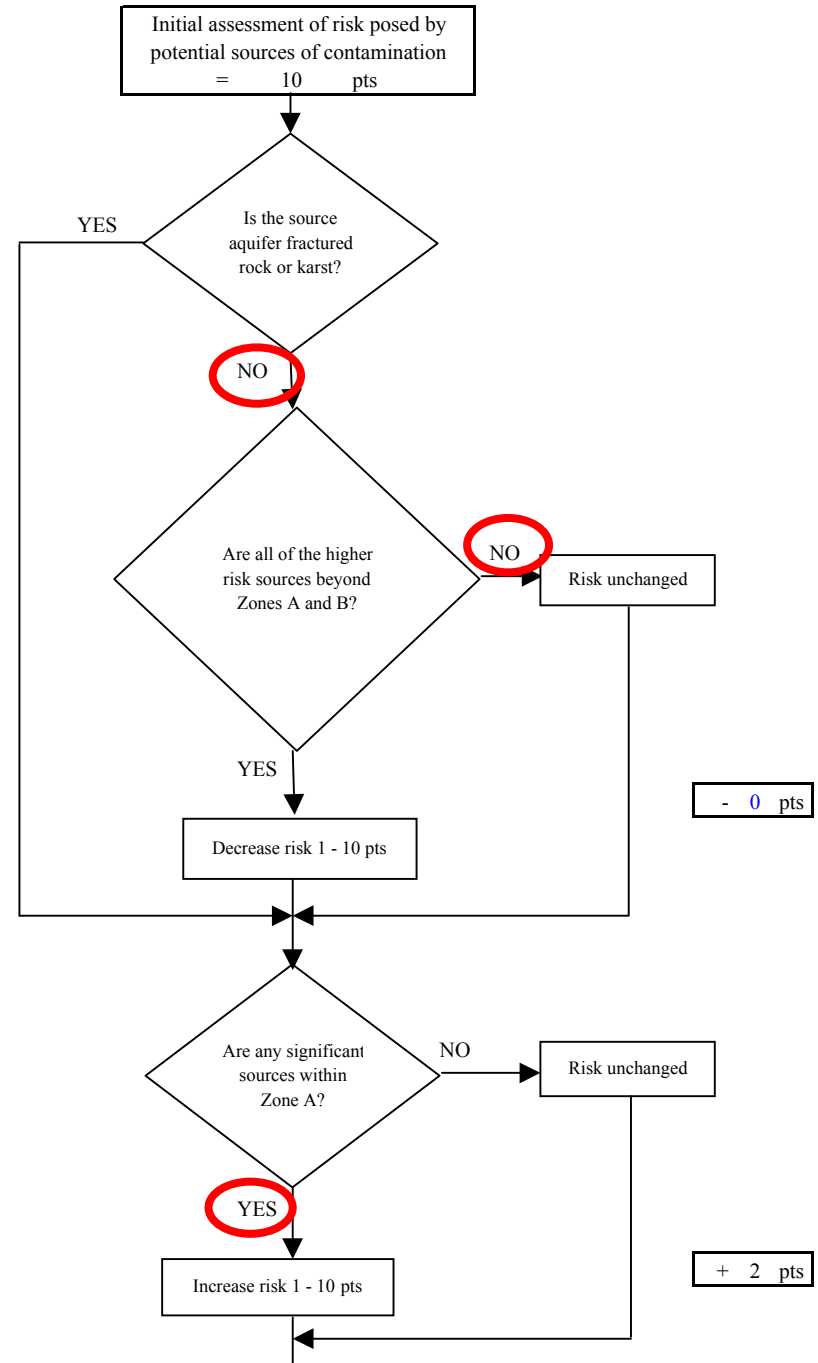 Initial assessment of risk posed by
potential sources of contamination
= 10 pts
YES
Is the source
aquifer fractured
rock or karst?
NO
Are all of the higher
risk sources beyond
Zones A and B?
NO
Risk unchanged
YES
- 0 pts
Decrease risk 1 - 10 pts
Are any significant
sources within
Zone A?
NO
Risk unchanged
YES
+ 2 pts
Increase risk 1 - 10 pts